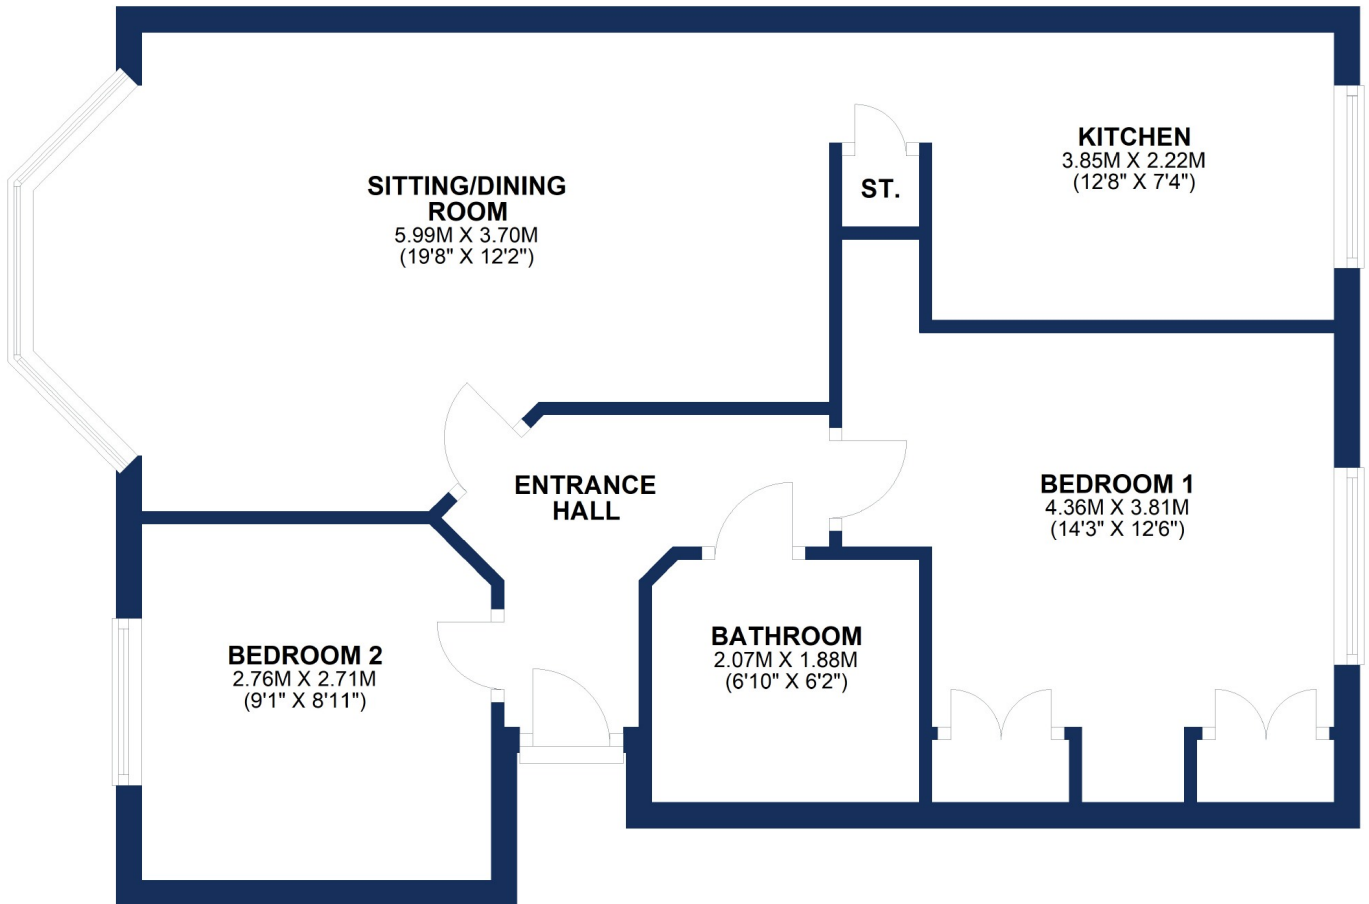 SITTING/DINING
ROOM
5.99M X 3.70M
(19'8" X 12'2")
ST.
KITCHEN
3.85M X 2.22M
(12'8" X 7'4")
ENTRANCE
HALL
BEDROOM 1
4.36M X 3.81M
(14'3" X 12'6")
BEDROOM 2
2.76M X 2.71M
(9'1" X 8'11")
BATHROOM
2.07M X 1.88M
(6'10" X 6'2")